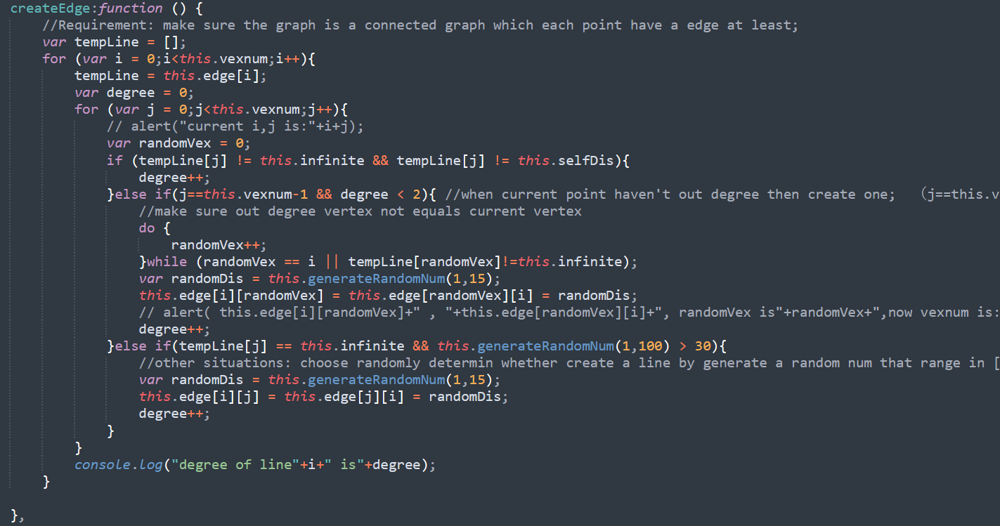 createEdge:function () {
//Requirement: make sure the graph is a connected graph which each point have a edge at least;
var tempLine = [];
for (var i = 0;i<this.vexnum;i++){
tempLine = this.edge[i];
var degree = 0;
for (var j = 0;j<this.vexnum;j++){
// alert("current i,j is:"+i+j);
var randomVex = 0;
if (tempLine[j] != this.infinite && tempLine[j] != this.selfDis){
degree++;
}else if(j==this.vexnum-1 && degree < 2){ //when current point haven't out degree then create one; （j==this.v
//make sure out degree vertex not equals current vertex
do {
randomVex++;
}while (randomVex == i || tempLine[randomVex]!=this.infinite);
var randomDis = this.generateRandomNum(1,15);
this.edge[i][randomVex] = this.edge[randomVex][i] = randomDis;
// alert( this.edge[i][randomVex]+" , "+this.edge[randomVex][i]+", randomVex is"+randomVex+",now vexnum is:
degree++;
}else if(tempLine[j] == this.infinite && this.generateRandomNum(1,100) > 30){
//other situations: choose randomly determin whether create a line by generate a random num that range in [
var randomDis = this.generateRandomNum(1,15);
this.edge[i][j] = this.edge[j][i] = randomDis;
degree++;
}
}
console.log("degree of line"+i+" is"+degree);
}
},